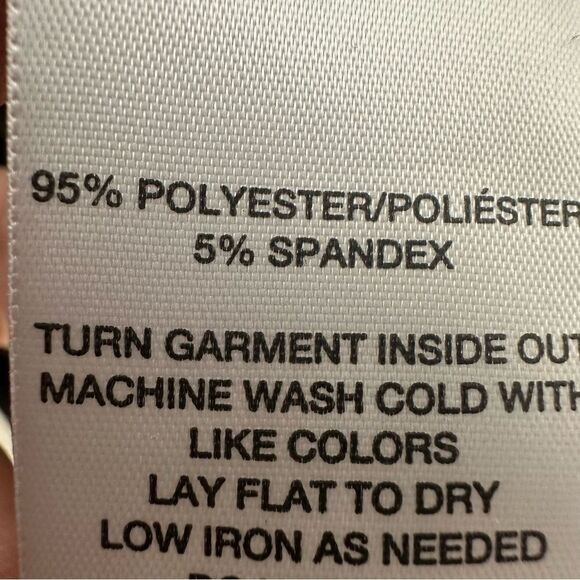 95% POLYESTER/POLIÉSTER
5% SPANDEX
TURN GARMENT INSIDE OUT
MACHINE WASH COLD WITH
LIKE COLORS
LAY FLAT TO DRY
LOW IRON AS NEEDED